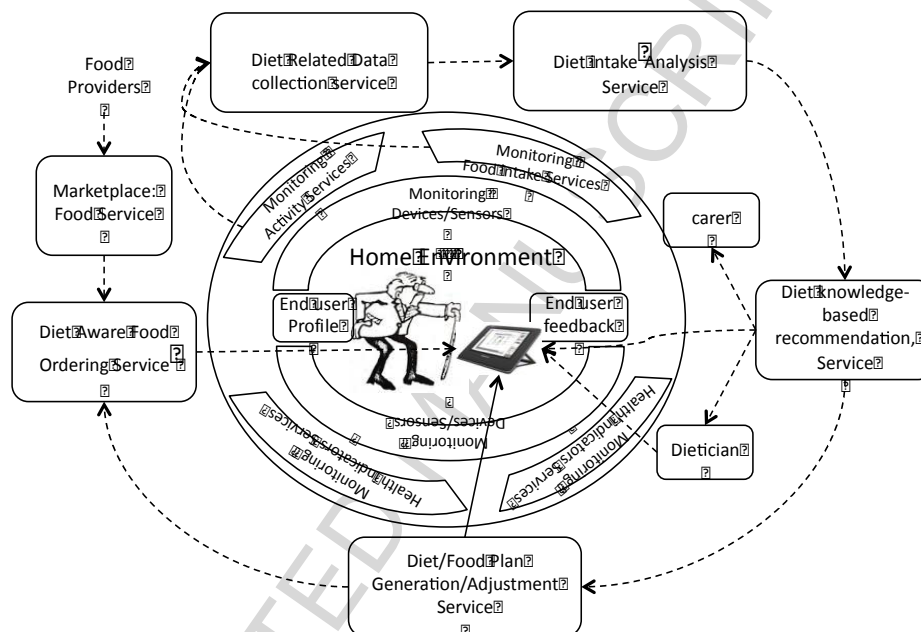 Diet Related Data
collection service
Diet Intake Analysis
Service
Food
Providers
Monitoring
Activity Services
Monitoring
Food Intake Services
Marketplace:
Food Service
Monitoring
Devices/Sensors
carer
Home Environment
End user
Profile
End user
feedback
Diet knowledge-
based
recommendation,
Service
Diet Aware Food
Ordering Service
Monitoring
Devices/Sensors
Monitoring
Health Indicators Services
Monitoring
Health Indicators Services
Dietician
Diet/Food Plan
Generation/Adjustment
Service